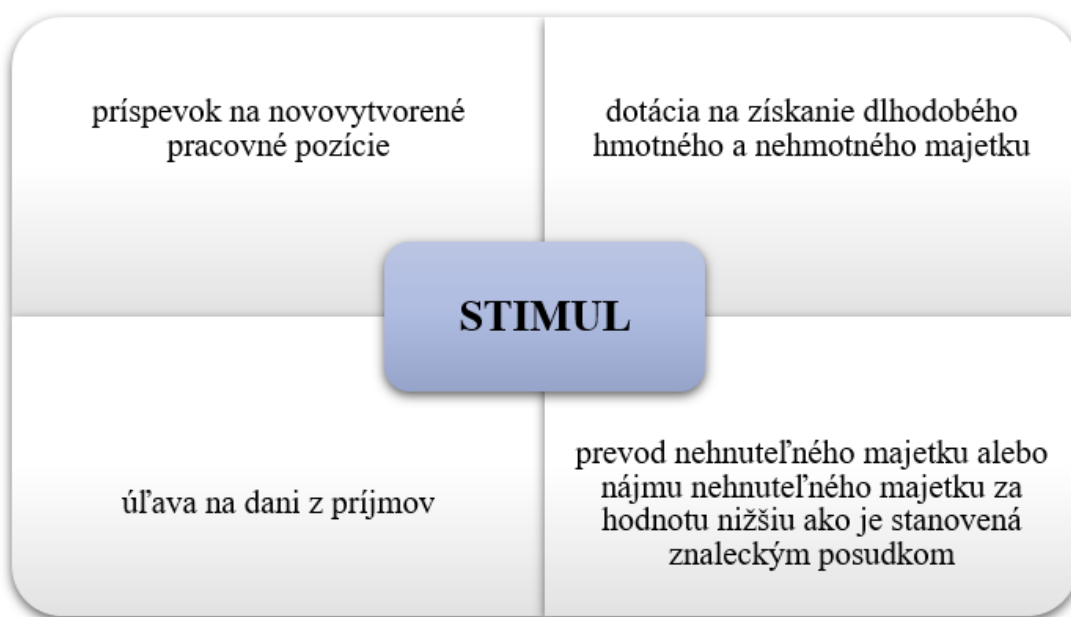 príspevok na novovytvorené
pracovné pozície
dotácia na získanie dlhodobého
hmotného a nehmotného majetku
STIMUL
úľava na dani z príjmov
prevod nehnuteľného majetku alebo
nájmu nehnuteľného majetku za
hodnotu nižšiu ako je stanovená
znaleckým posudkom